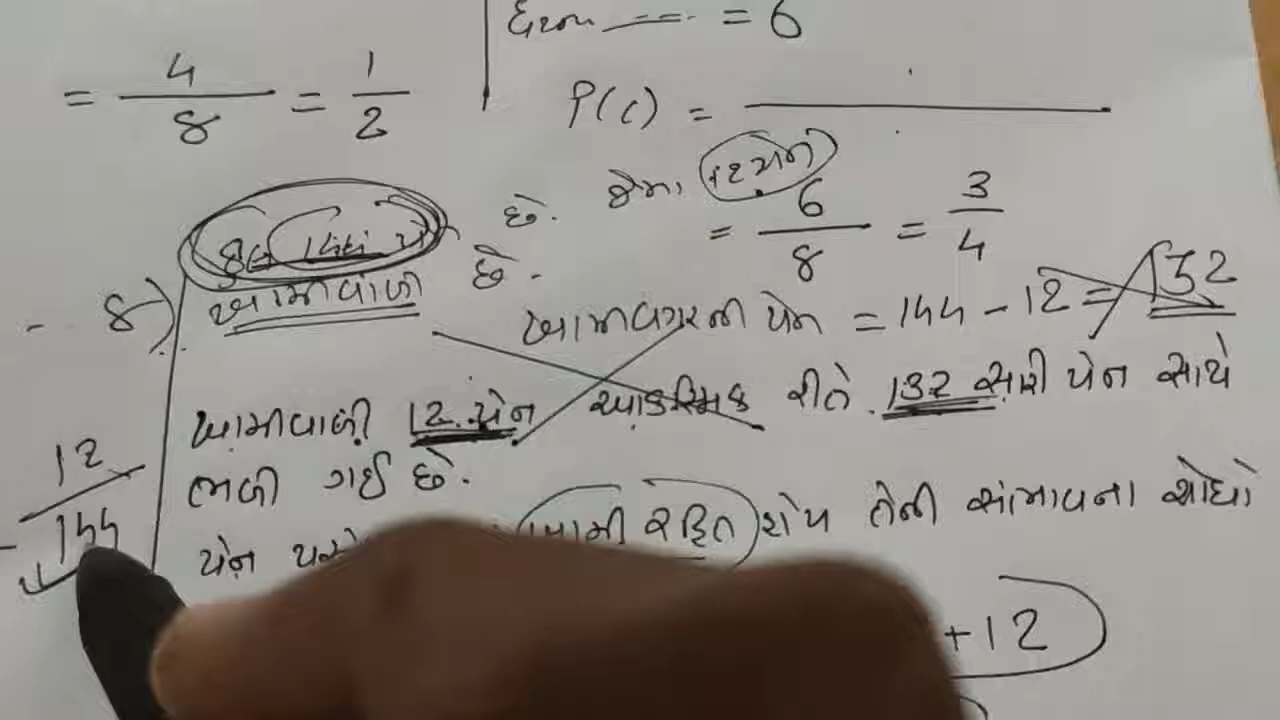 = 6
= 4/8 = 1/2
P(C) =
= 6/8 = 3/4
છે.
8)
ખામીવાળી છે.
ખામીવગરની પેન = 144 - 12 = 132
ખામીવાળી 12 પેન આકસ્મિક રીતે 132 સારી પેન સાથે
ભળી ગઈ છે.
12/144
પેન ખામી રહિત હોય તેની સંભાવના શોધો
+12